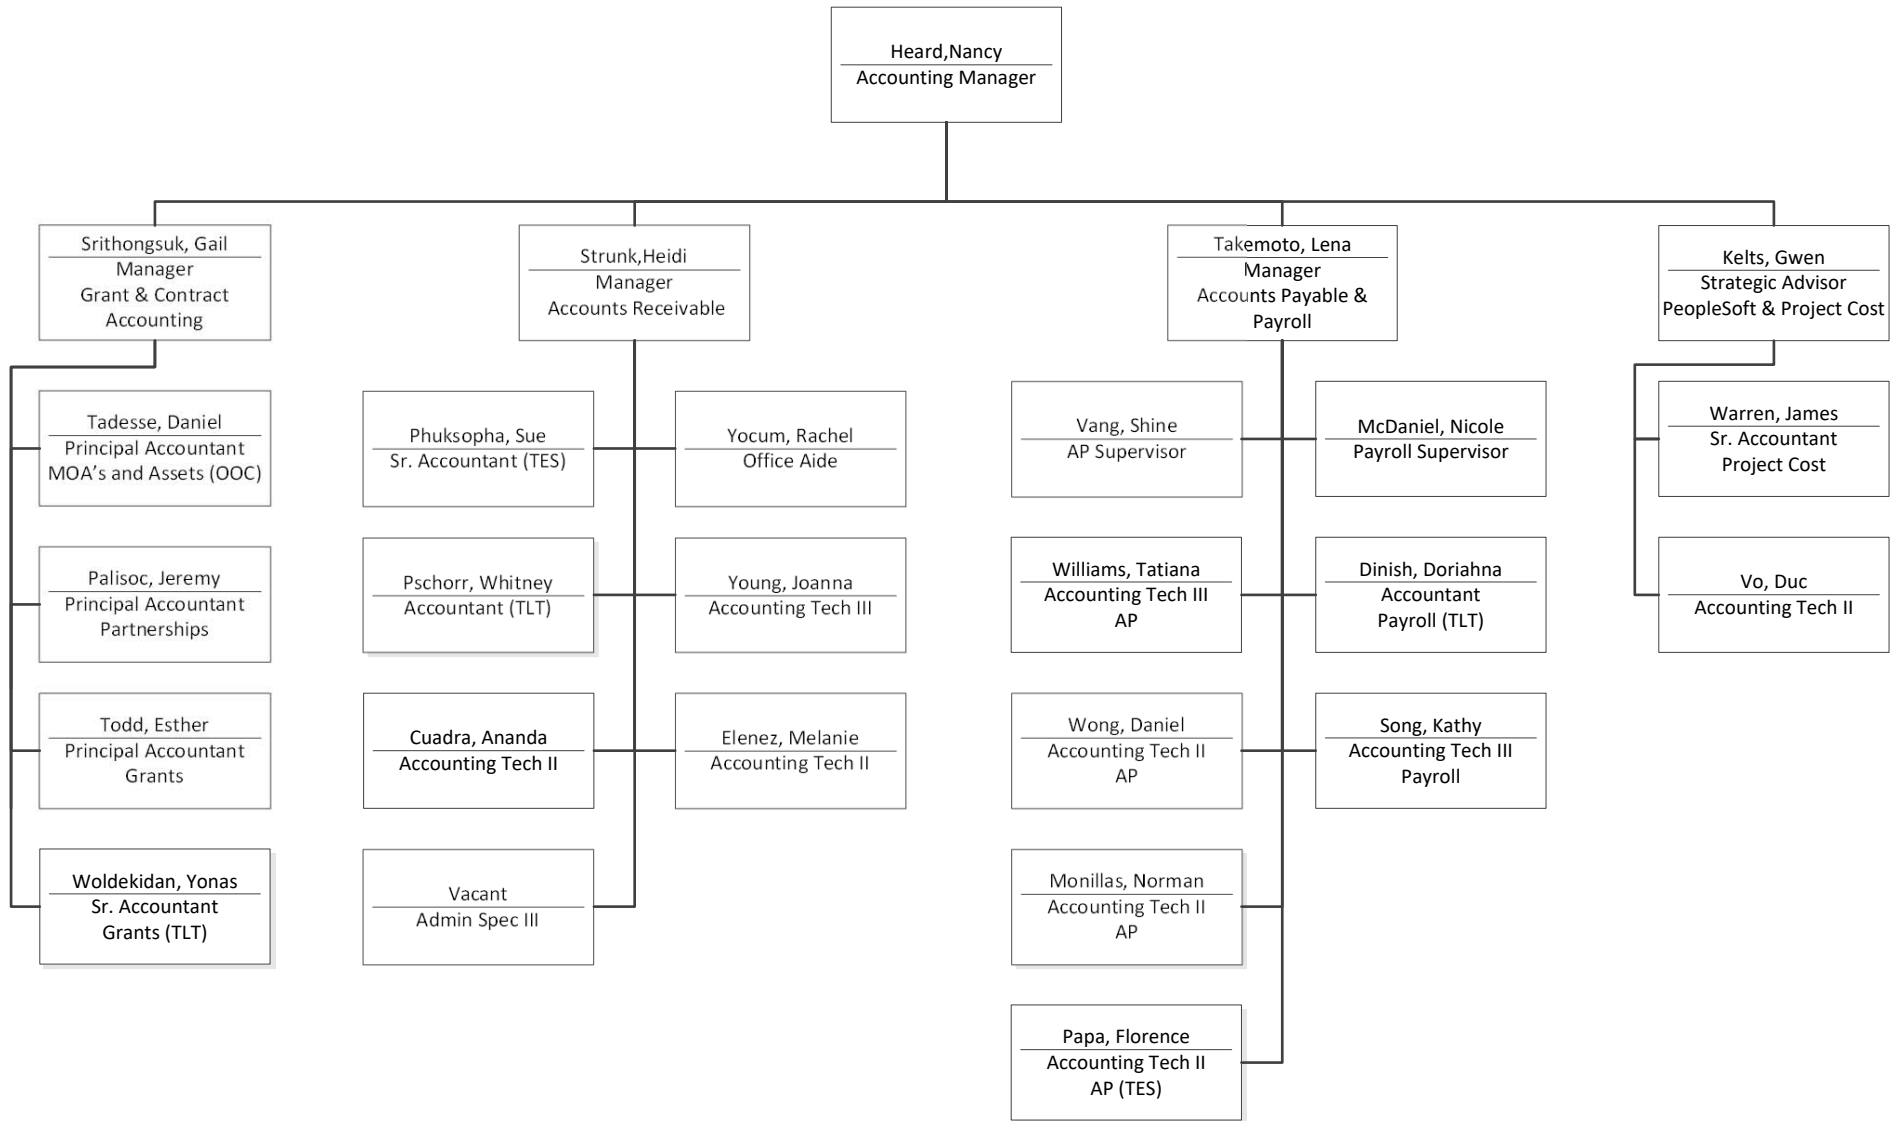 Heard,Nancy
Accounting Manager
Srithongsuk, Gail
Manager
Grant & Contract
Accounting
Strunk,Heidi
Manager
Accounts Receivable
Takemoto, Lena
Manager
Accounts Payable &
Payroll
Kelts, Gwen
Strategic Advisor
PeopleSoft & Project Cost
Tadesse, Daniel
Principal Accountant
MOA's and Assets (OOC)
Palisoc, Jeremy
Principal Accountant
Partnerships
Todd, Esther
Principal Accountant
Grants
Woldekidan, Yonas
Sr. Accountant
Grants (TLT)
Phuksopha, Sue
Sr. Accountant (TES)
Yocum, Rachel
Office Aide
Pschorr, Whitney
Accountant (TLT)
Young, Joanna
Accounting Tech III
Cuadra, Ananda
Accounting Tech II
Elenez, Melanie
Accounting Tech II
Vacant
Admin Spec III
Vang, Shine
AP Supervisor
McDaniel, Nicole
Payroll Supervisor
Williams, Tatiana
Accounting Tech III
AP
Dinish, Doriahna
Accountant
Payroll (TLT)
Wong, Daniel
Accounting Tech II
AP
Song, Kathy
Accounting Tech III
Payroll
Monillas, Norman
Accounting Tech II
AP
Papa, Florence
Accounting Tech II
AP (TES)
Warren, James
Sr. Accountant
Project Cost
Vo, Duc
Accounting Tech II